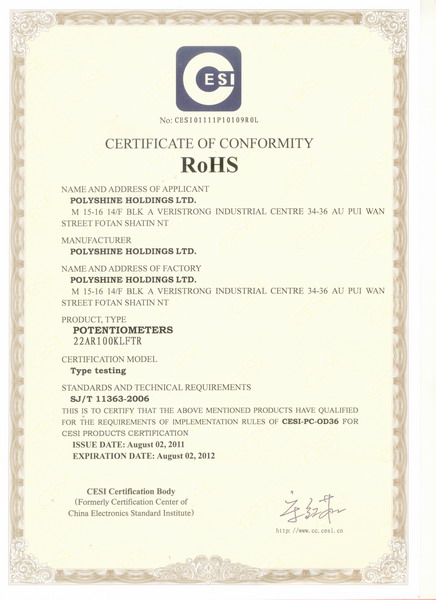 CESI
No: CESI01111P10109R0L
CERTIFICATE OF CONFORMITY
RoHS
NAME AND ADDRESS OF APPLICANT
POLYSHINE HOLDINGS LTD.
M 15-16 14/F BLK A VERISTRONG INDUSTRIAL CENTRE 34-36 AU PUI WAN
STREET FOTAN SHATIN NT
MANUFACTURER
POLYSHINE HOLDINGS LTD.
NAME AND ADDRESS OF FACTORY
POLYSHINE HOLDINGS LTD.
M 15-16 14/F BLK A VERISTRONG INDUSTRIAL CENTRE 34-36 AU PUI WAN
STREET FOTAN SHATIN NT
PRODUCT, TYPE
POTENTIOMETERS
22AR100KLFTR
CERTIFICATION MODEL
Type testing
STANDARDS AND TECHNICAL REQUIREMENTS
SJ/T 11363-2006
THIS IS TO CERTIFY THAT THE ABOVE MENTIONED PRODUCTS HAVE QUALIFIED
FOR THE REQUIREMENTS OF IMPLEMENTATION RULES OF CESI-PC-OD36 FOR
CESI PRODUCTS CERTIFICATION
ISSUE DATE: August 02, 2011
EXPIRATION DATE: August 02, 2012
CESI Certification Body
(Formerly Certification Center of
China Electronics Standard Institute)
http://www.cc.cesi.cn